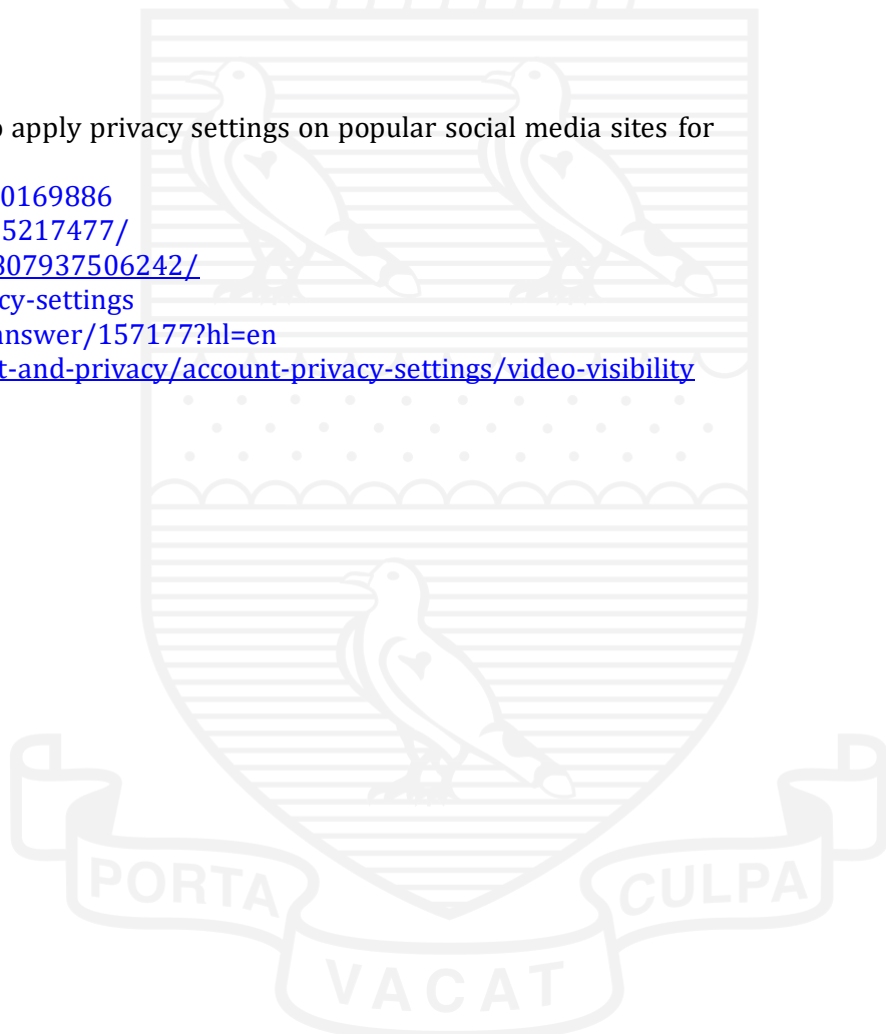 apply privacy settings on popular social media sites for
0169886
5217477/
807937506242/
cy-settings
answer/157177?hl=en
t-and-privacy/account-privacy-settings/video-visibility
PORTA
VACAT
CULPA